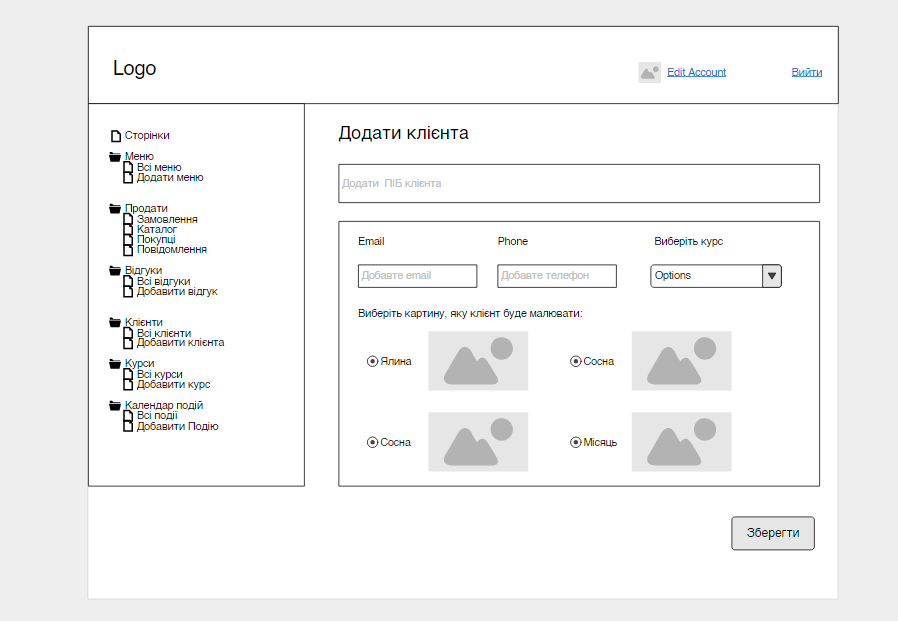 Logo
Edit Account
Вийти
Сторінки
Меню
Всі меню
Додати меню
Продати
Замовлення
Каталог
Покупці
Повідомлення
Відгуки
Всі відгуки
Добавити відгук
Клієнти
Всі клієнти
Добавити клієнта
Курси
Всі курси
Добавити курс
Календар подій
Всі події
Добавити Подію
Додати клієнта
Додати ПІБ клієнта
Email
Phone
Виберіть курс
Добавте email
Добавте телефон
Options
Виберіть картину, яку клієнт буде малювати:
Ялина
Сосна
Сосна
Місяць
Зберегти